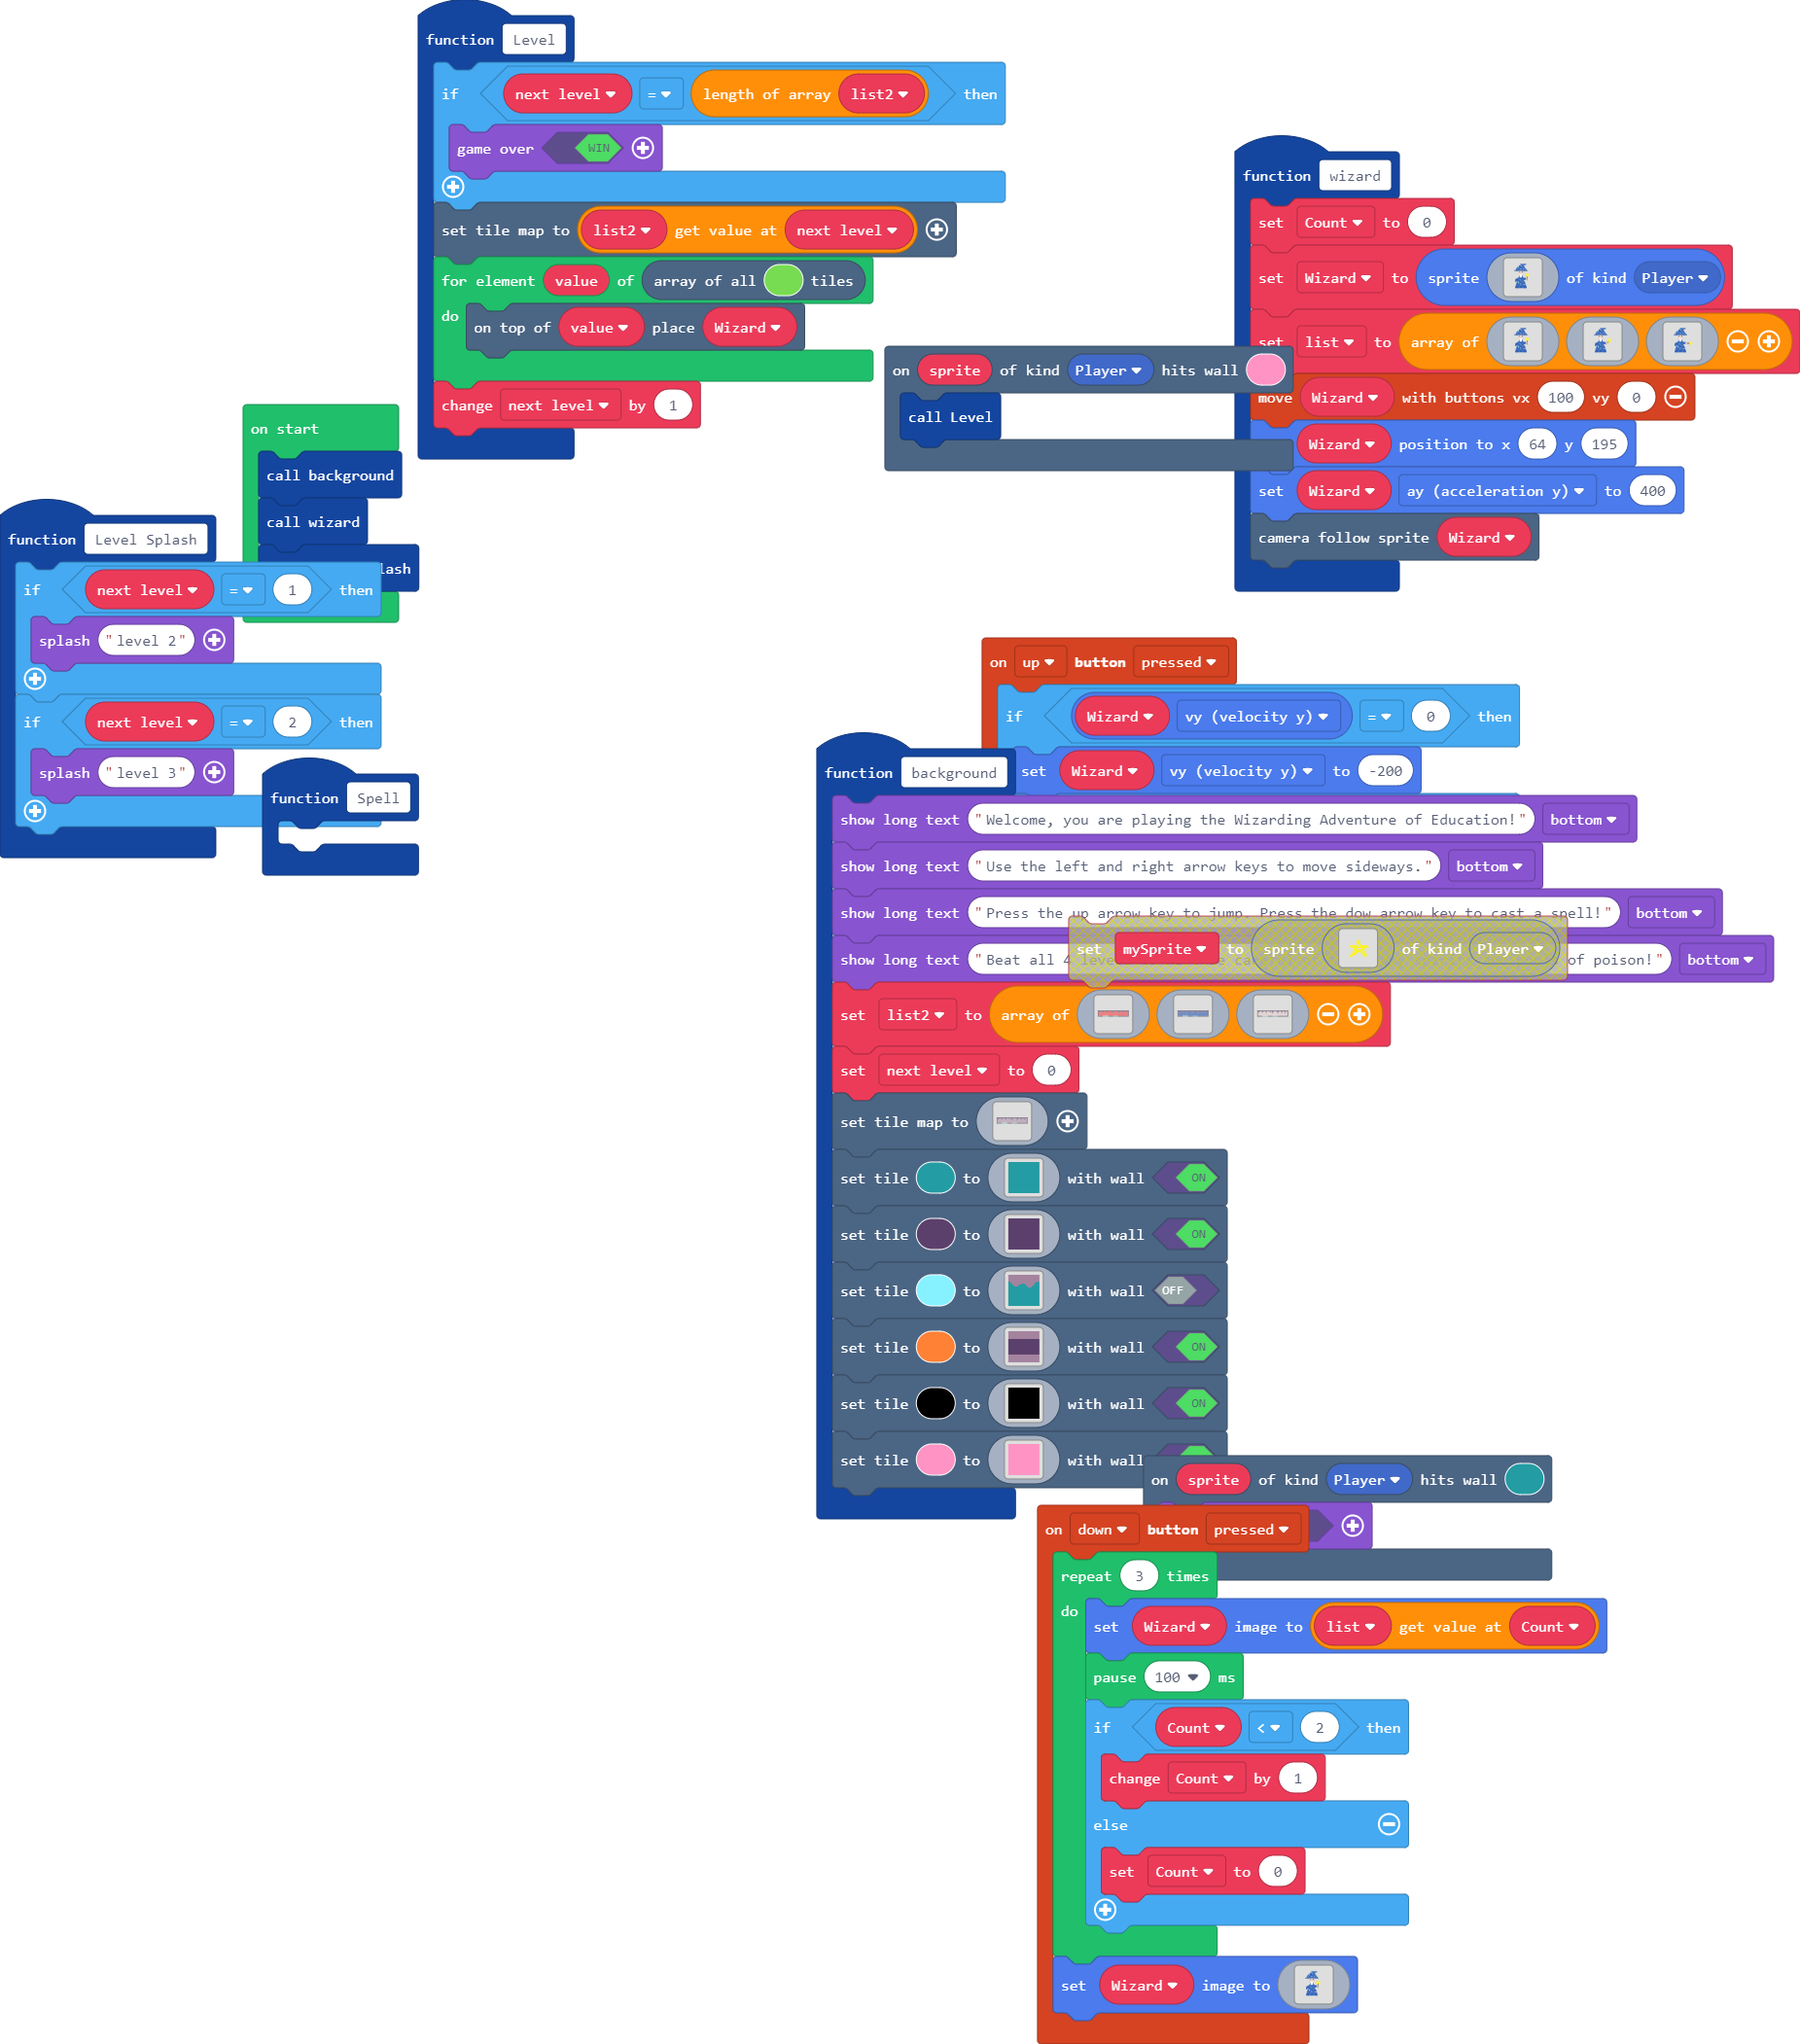 function Level
if next level = length of array list2 then
game over WIN
set tile map to list2 get value at next level
for element value of array of all tiles
do on top of value place Wizard
change next level by 1
function wizard
set Count to 0
set Wizard to sprite of kind Player
set list to array of
move Wizard with buttons vx 100 vy 0
Wizard position to x 64 y 195
set Wizard ay (acceleration y) to 400
camera follow sprite Wizard
on sprite of kind Player hits wall
call Level
on start
call background
call wizard
lash
function Level Splash
if next level = 1 then
splash "level 2"
if next level = 2 then
splash "level 3"
function Spell
on up button pressed
if Wizard vy (velocity y) = 0 then
set Wizard vy (velocity y) to -200
function background
show long text "Welcome, you are playing the Wizarding Adventure of Education!" bottom
show long text "Use the left and right arrow keys to move sideways." bottom
show long text "Press the up arrow key to jump. Press the dow arrow key to cast a spell!" bottom
show long text "Beat all 4 of poison!" bottom
set mySprite to sprite of kind Player
set list2 to array of
set next level to 0
set tile map to
set tile to with wall ON
set tile to with wall ON
set tile to with wall OFF
set tile to with wall ON
set tile to with wall ON
set tile to with wall
on sprite of kind Player hits wall
on down button pressed
repeat 3 times
do set Wizard image to list get value at Count
pause 100 ms
if Count < 2 then
change Count by 1
else
set Count to 0
set Wizard image to